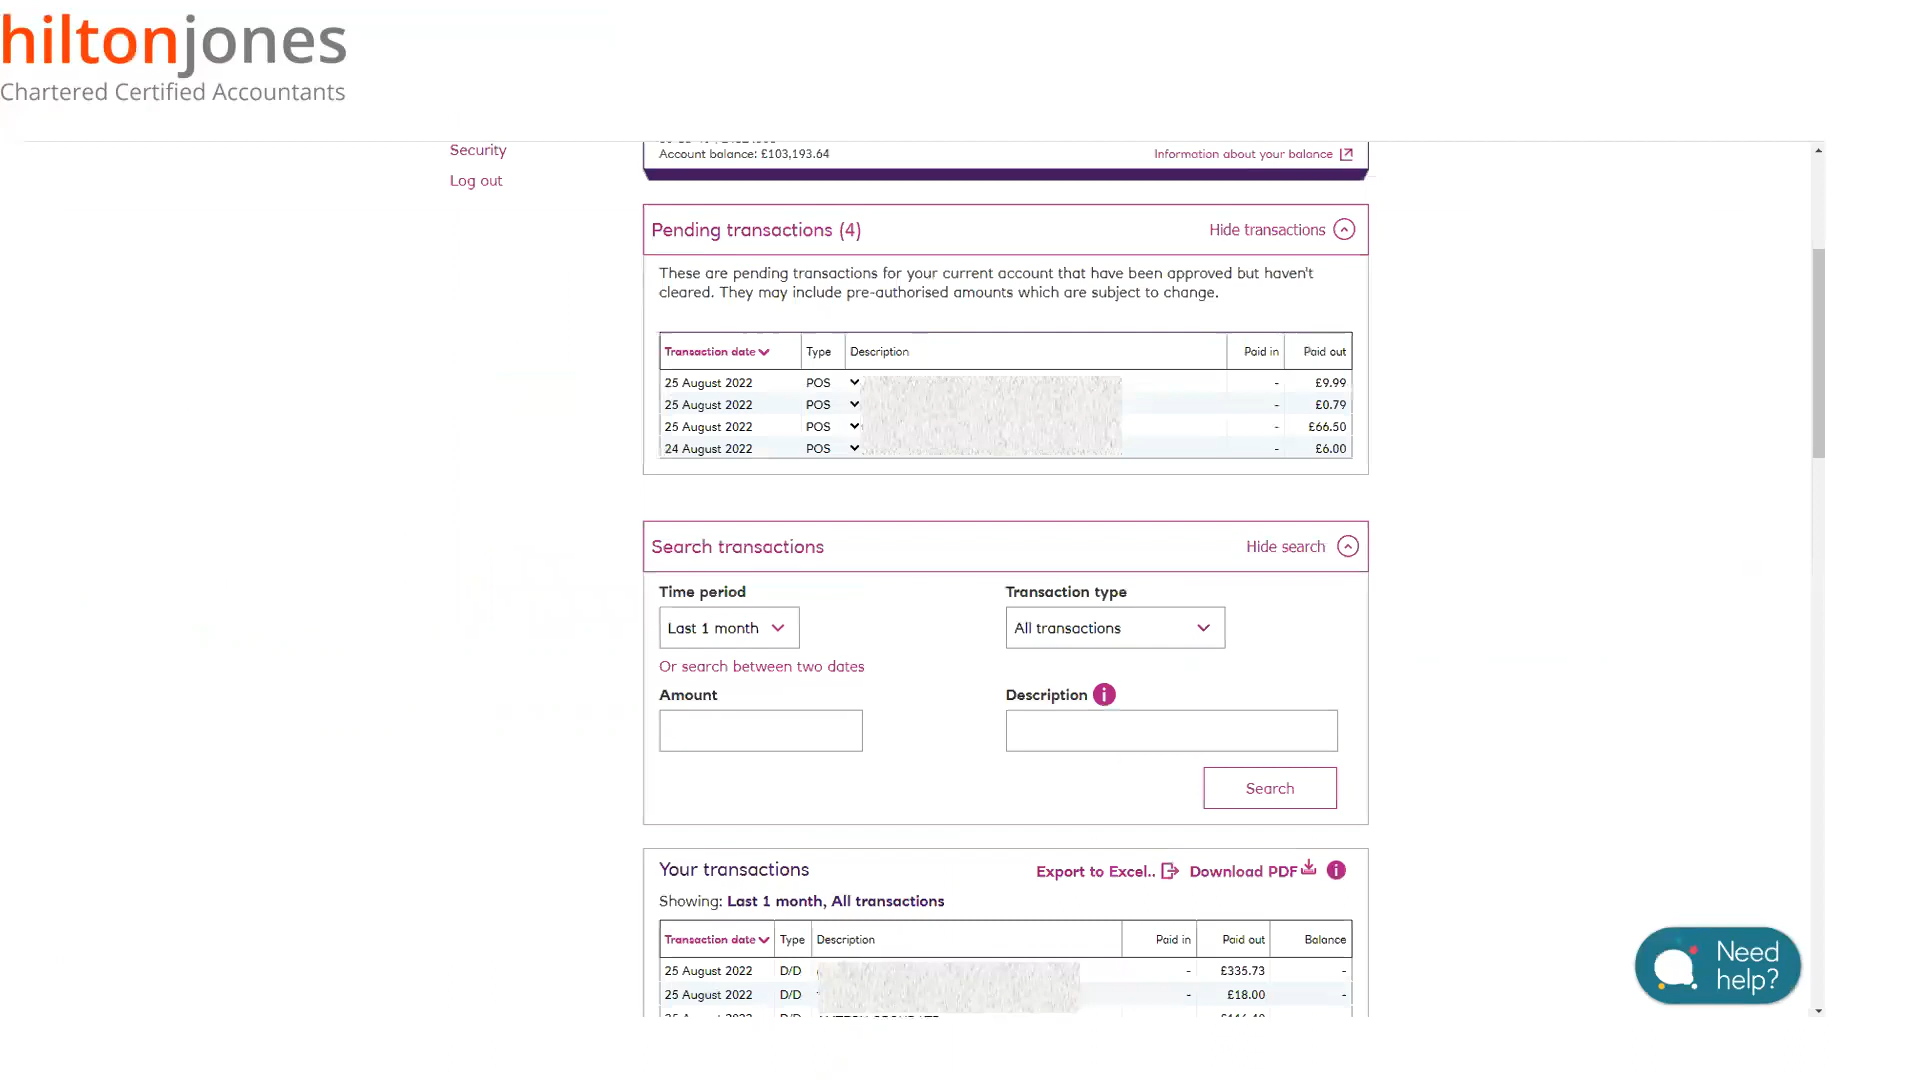 hiltonjones
Chartered Certified Accountants
Security
Log out
Account balance: £103,193.64
Information about your balance
Pending transactions (4)
Hide transactions
These are pending transactions for your current account that have been approved but haven't
cleared. They may include pre-authorised amounts which are subject to change.
Transaction date Type Description Paid in Paid out
25 August 2022 POS - £9.99
25 August 2022 POS - £0.79
25 August 2022 POS - £66.50
24 August 2022 POS - £6.00
Search transactions
Hide search
Time period
Transaction type
Last 1 month
All transactions
Or search between two dates
Amount
Description i
Search
Your transactions
Export to Excel.. Download PDF i
Showing: Last 1 month, All transactions
Transaction date Type Description Paid in Paid out Balance
25 August 2022 D/D - £335.73 -
25 August 2022 D/D - £18.00 -
Need
help?